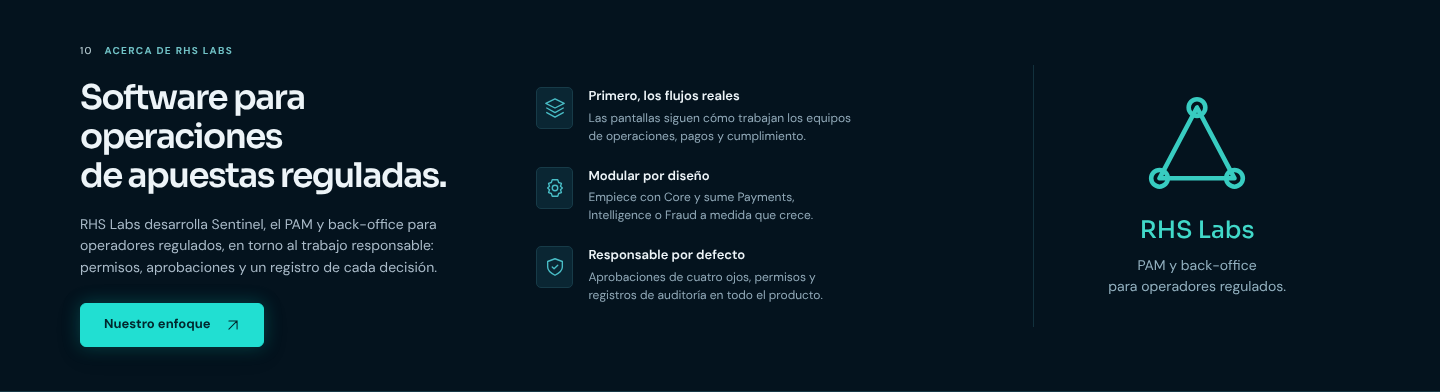 10 ACERCA DE RHS LABS
Software para
operaciones
de apuestas reguladas.
RHS Labs desarrolla Sentinel, el PAM y back-office para
operadores regulados, en torno al trabajo responsable:
permisos, aprobaciones y un registro de cada decisión.
Nuestro enfoque
Primero, los flujos reales
Las pantallas siguen cómo trabajan los equipos
de operaciones, pagos y cumplimiento.
Modular por diseño
Empiece con Core y sume Payments,
Intelligence o Fraud a medida que crece.
Responsable por defecto
Aprobaciones de cuatro ojos, permisos y
registros de auditoría en todo el producto.
RHS Labs
PAM y back-office
para operadores regulados.